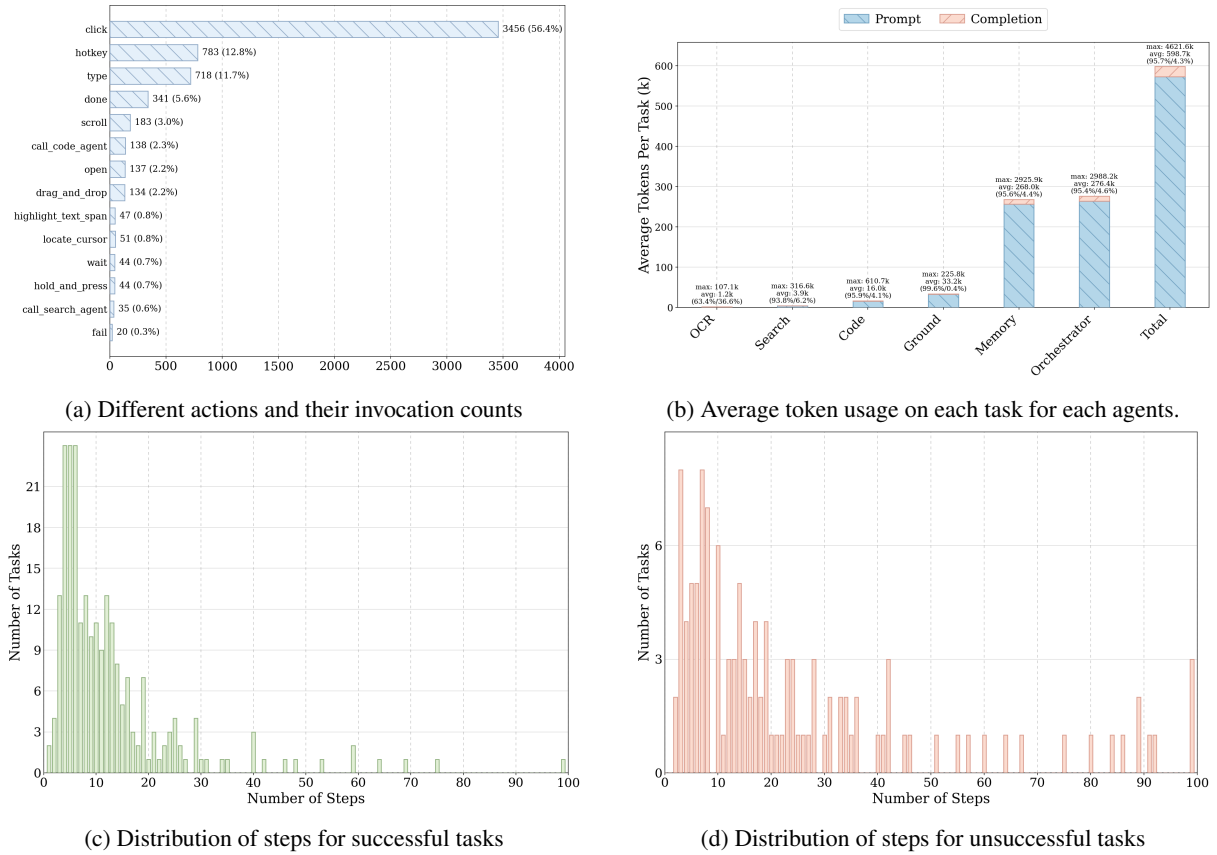 click
3456 (56.4%)
hotkey
783 (12.8%)
type
718 (11.7%)
done
341 (5.6%)
scroll
183 (3.0%)
call_code_agent
138 (2.3%)
open
137 (2.2%)
drag_and_drop
134 (2.2%)
highlight_text_span
47 (0.8%)
locate_cursor
51 (0.8%)
wait
44 (0.7%)
hold_and_press
44 (0.7%)
call_search_agent
35 (0.6%)
fail
20 (0.3%)
0 500 1000 1500 2000 2500 3000 3500 4000
(a) Different actions and their invocation counts
Prompt Completion
Average Tokens Per Task (k)
600
500
400
300
200
100
0
max: 107.1k
avg: 1.2k
(63.4%/36.6%)
max: 316.6k
avg: 3.9k
(93.8%/6.2%)
max: 610.7k
avg: 16.0k
(95.9%/4.1%)
max: 225.8k
avg: 33.2k
(99.6%/0.4%)
max: 2925.9k
avg: 268.0k
(95.6%/4.4%)
max: 2988.2k
avg: 276.4k
(95.4%/4.6%)
max: 4621.6k
avg: 598.7k
(95.7%/4.3%)
OCR
Search
Code
Ground
Memory
Orchestrator
Total
(b) Average token usage on each task for each agents.
Number of Tasks
21
18
15
12
9
6
3
0
0 10 20 30 40 50 60 70 80 90 100
Number of Steps
(c) Distribution of steps for successful tasks
Number of Tasks
6
3
0
0 10 20 30 40 50 60 70 80 90 100
Number of Steps
(d) Distribution of steps for unsuccessful tasks